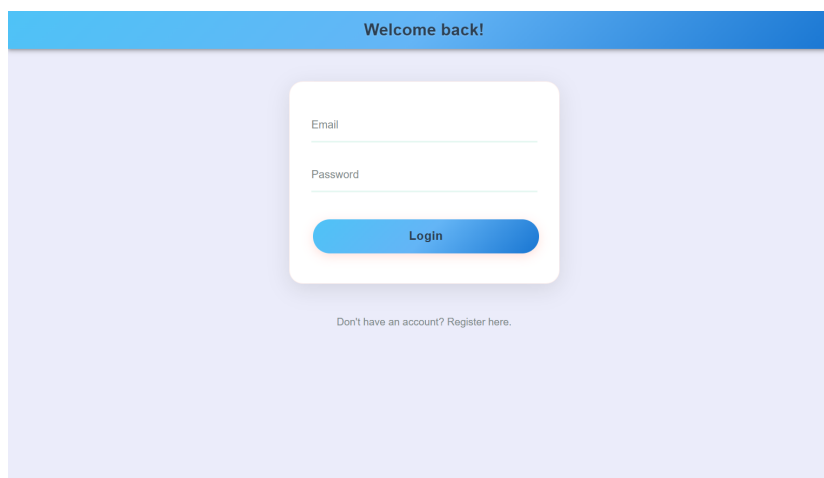 Welcome back!
Email
Password
Login
Don't have an account? Register here.